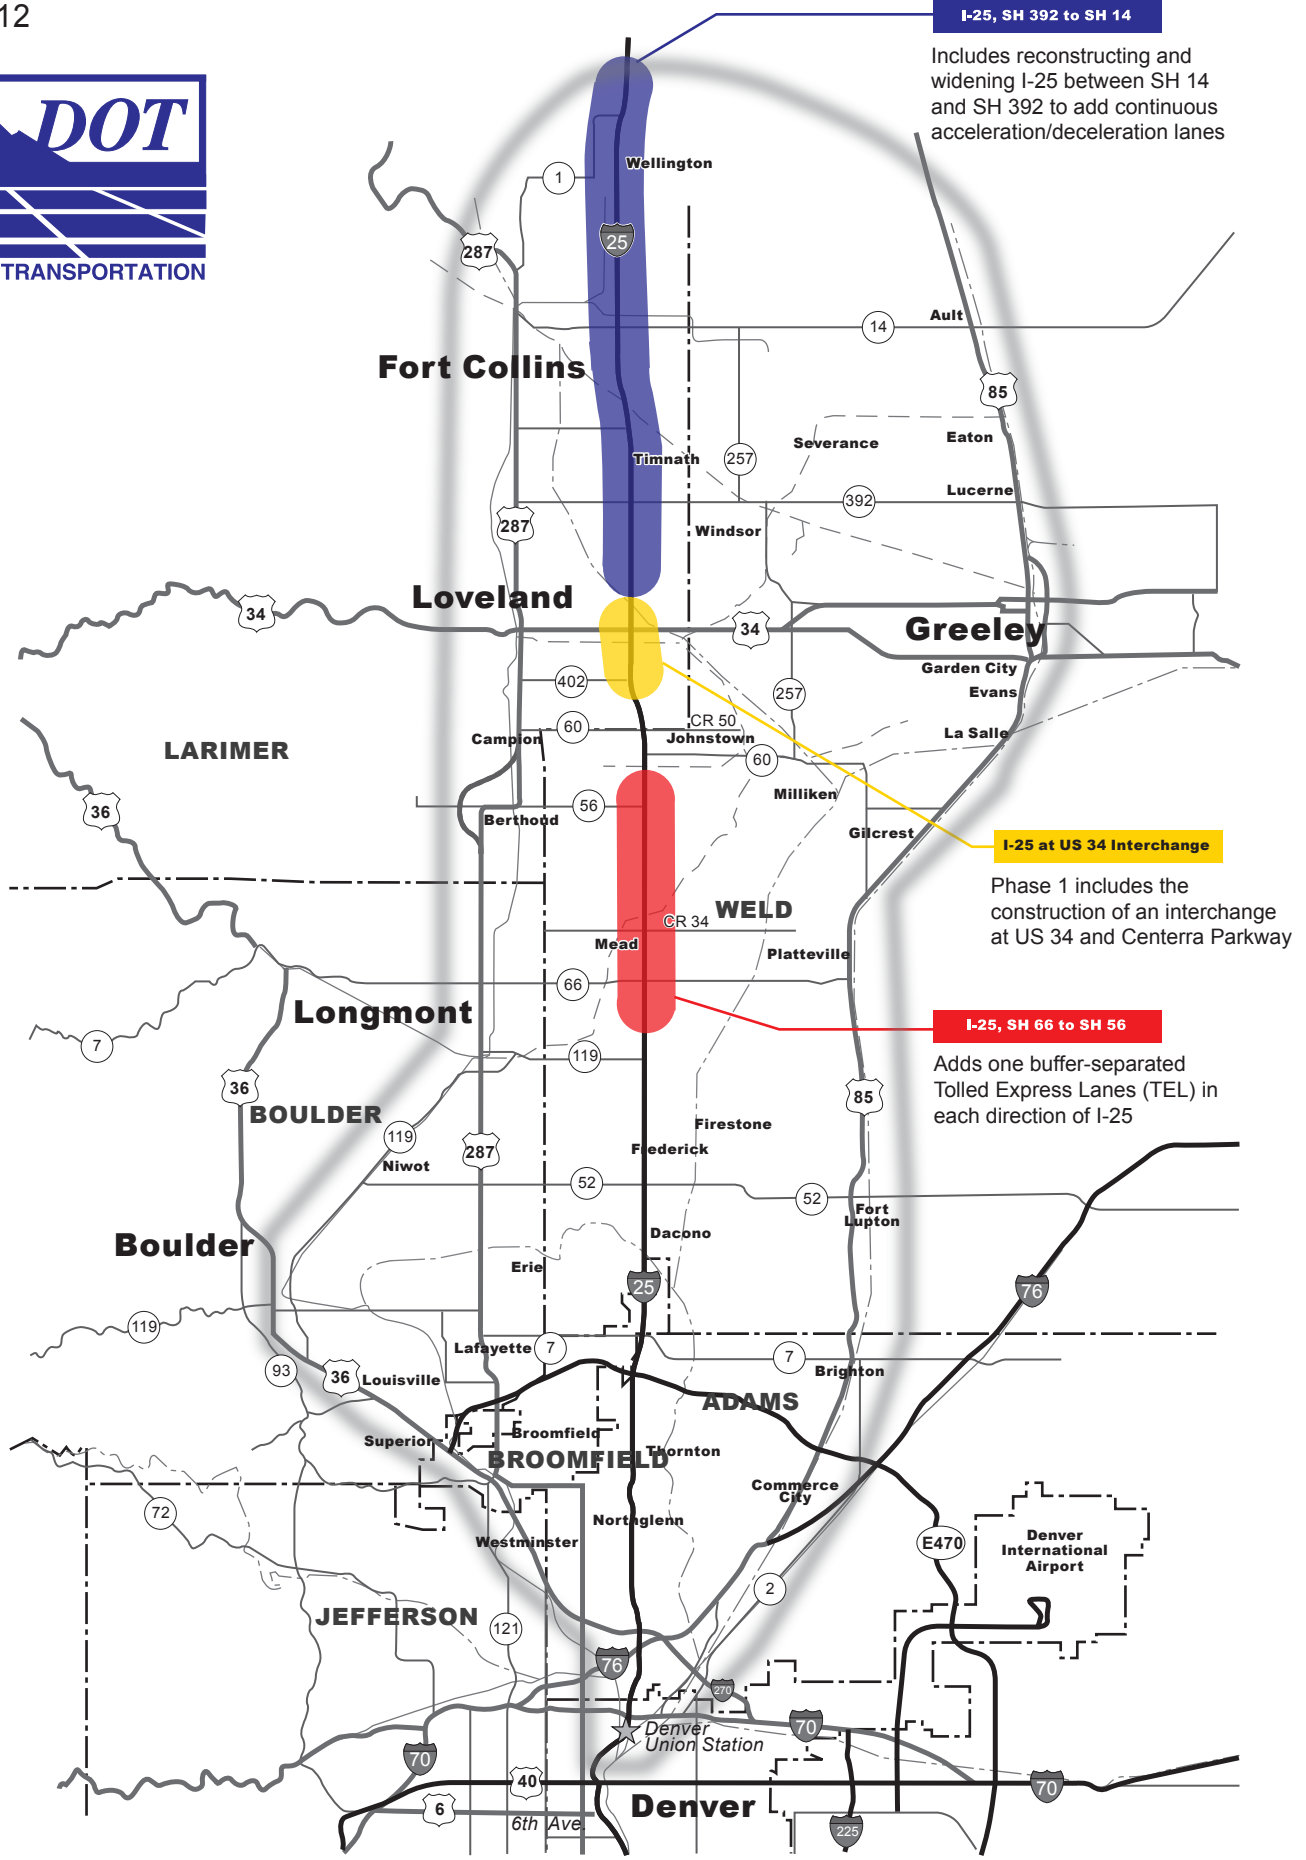 12
DOT
TRANSPORTATION
I-25, SH 392 to SH 14
Includes reconstructing and
widening I-25 between SH 14
and SH 392 to add continuous
acceleration/deceleration lanes
Wellington
1
25
287
Ault
14
Fort Collins
85
Severance
Eaton
Timnath
257
Lucerne
392
287
Windsor
Loveland
34
34
Greeley
Garden City
402
257
Evans
60
CR 50
La Salle
Campion
Johnstown
LARIMER
60
Milliken
36
56
Berthoud
Gilcrest
I-25 at US 34 Interchange
Phase 1 includes the
construction of an interchange
at US 34 and Centerra Parkway
WELD
CR 34
Mead
Platteville
66
Longmont
I-25, SH 66 to SH 56
Adds one buffer-separated
Tolled Express Lanes (TEL) in
each direction of I-25
7
119
36
85
BOULDER
Firestone
119
Frederick
287
Niwot
52
52
Fort
Lupton
Boulder
Dacono
Erie
25
76
119
Lafayette
7
7
93
36
Louisville
Brighton
ADAMS
Superior
Broomfield
BROOMFIELD
Thornton
Commerce
City
72
Northglenn
Westminster
E470
Denver
International
Airport
2
JEFFERSON
121
76
270
Denver
Union Station
70
70
40
70
6
6th Ave.
Denver
225